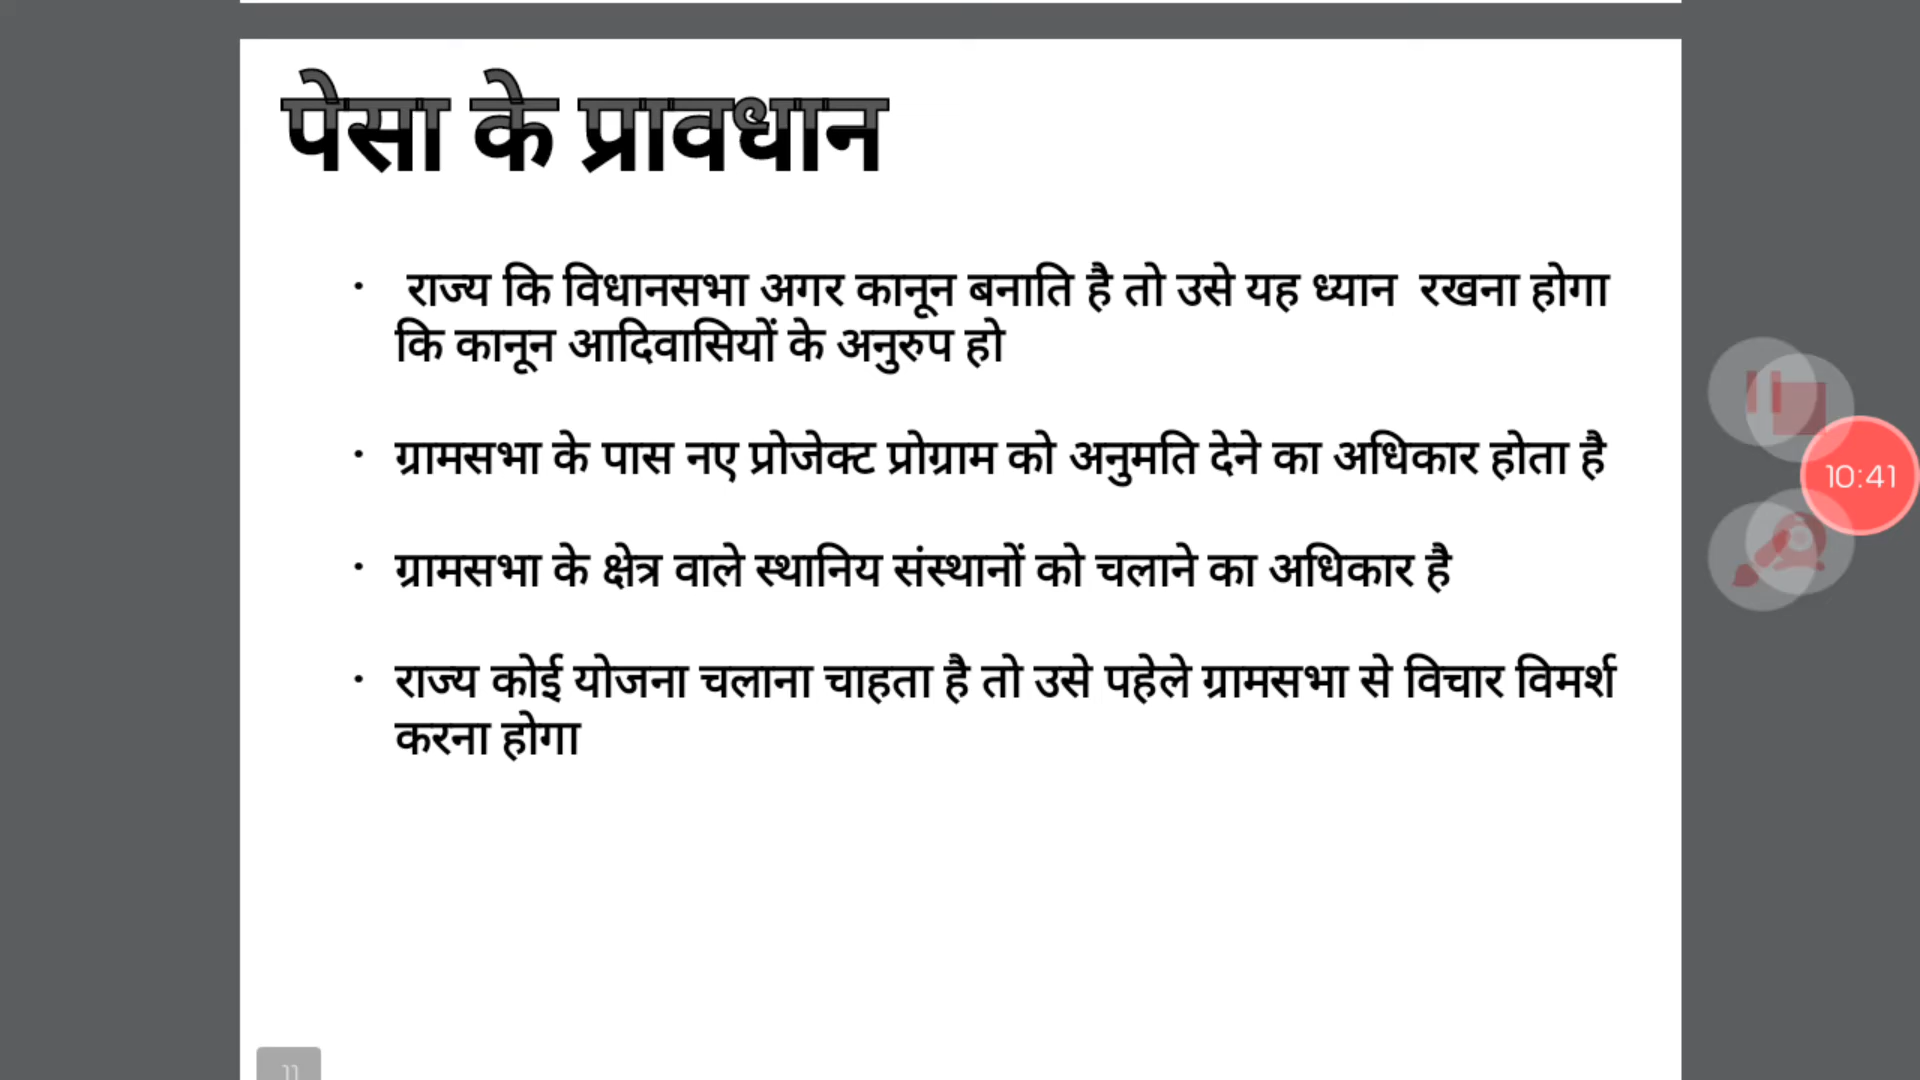 पेसा के प्रावधान
• राज्य कि विधानसभा अगर कानून बनाति है तो उसे यह ध्यान रखना होगा
कि कानून आदिवासियों के अनुरुप हो
• ग्रामसभा के पास नए प्रोजेक्ट प्रोग्राम को अनुमति देने का अधिकार होता है
• ग्रामसभा के क्षेत्र वाले स्थानिय संस्थानों को चलाने का अधिकार है
• राज्य कोई योजना चलाना चाहता है तो उसे पहेले ग्रामसभा से विचार विमर्श
करना होगा
10:41
11